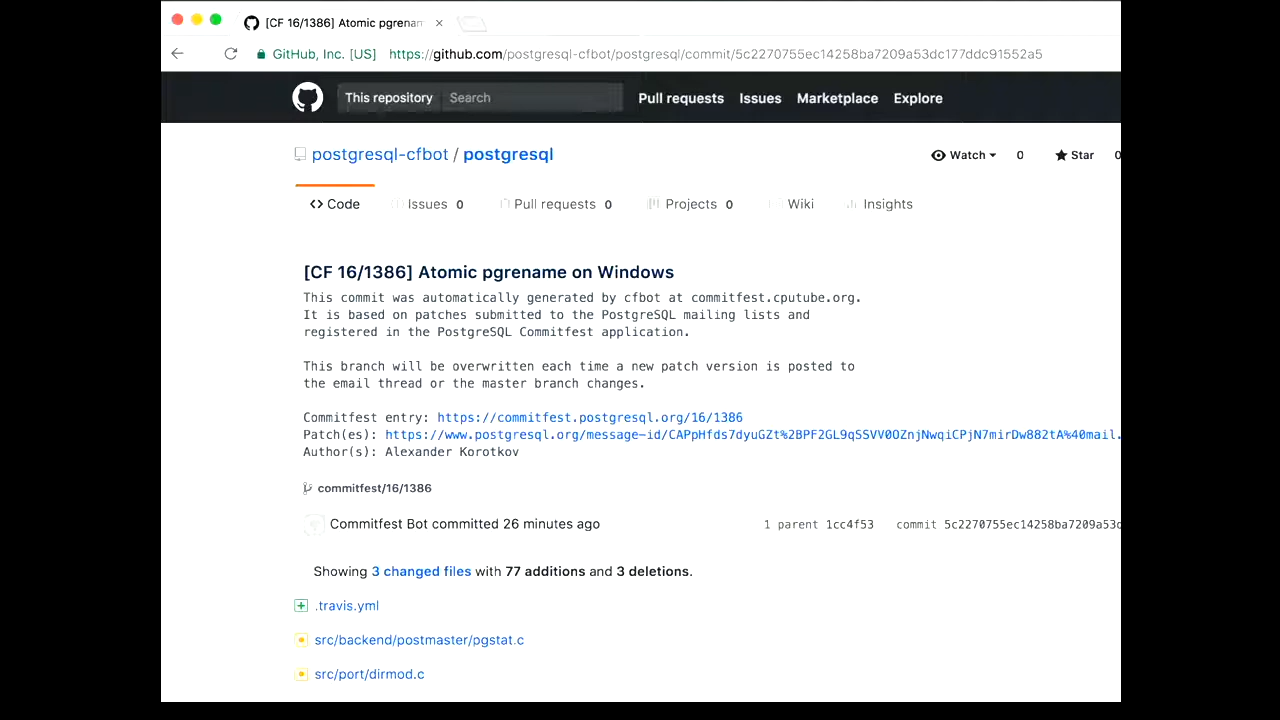 [CF 16/1386] Atomic pgrenam
GitHub, Inc. [US] https://github.com/postgresql-cfbot/postgresql/commit/5c2270755ec14258ba7209a53dc177ddc91552a5
This repository Search Pull requests Issues Marketplace Explore
postgresql-cfbot / postgresql Watch 0 Star 0
Code Issues 0 Pull requests 0 Projects 0 Wiki Insights
[CF 16/1386] Atomic pgrename on Windows
This commit was automatically generated by cfbot at commitfest.cputube.org.
It is based on patches submitted to the PostgreSQL mailing lists and
registered in the PostgreSQL Commitfest application.
This branch will be overwritten each time a new patch version is posted to
the email thread or the master branch changes.
Commitfest entry: https://commitfest.postgresql.org/16/1386
Patch(es): https://www.postgresql.org/message-id/CAPpHfds7dyuGZt%2BPF2GL9qSSVV0OZnjNwqiCPjN7mirDw882tA%40mail.
Author(s): Alexander Korotkov
commitfest/16/1386
Commitfest Bot committed 26 minutes ago 1 parent 1cc4f53 commit 5c2270755ec14258ba7209a53d
Showing 3 changed files with 77 additions and 3 deletions.
.travis.yml
src/backend/postmaster/pgstat.c
src/port/dirmod.c